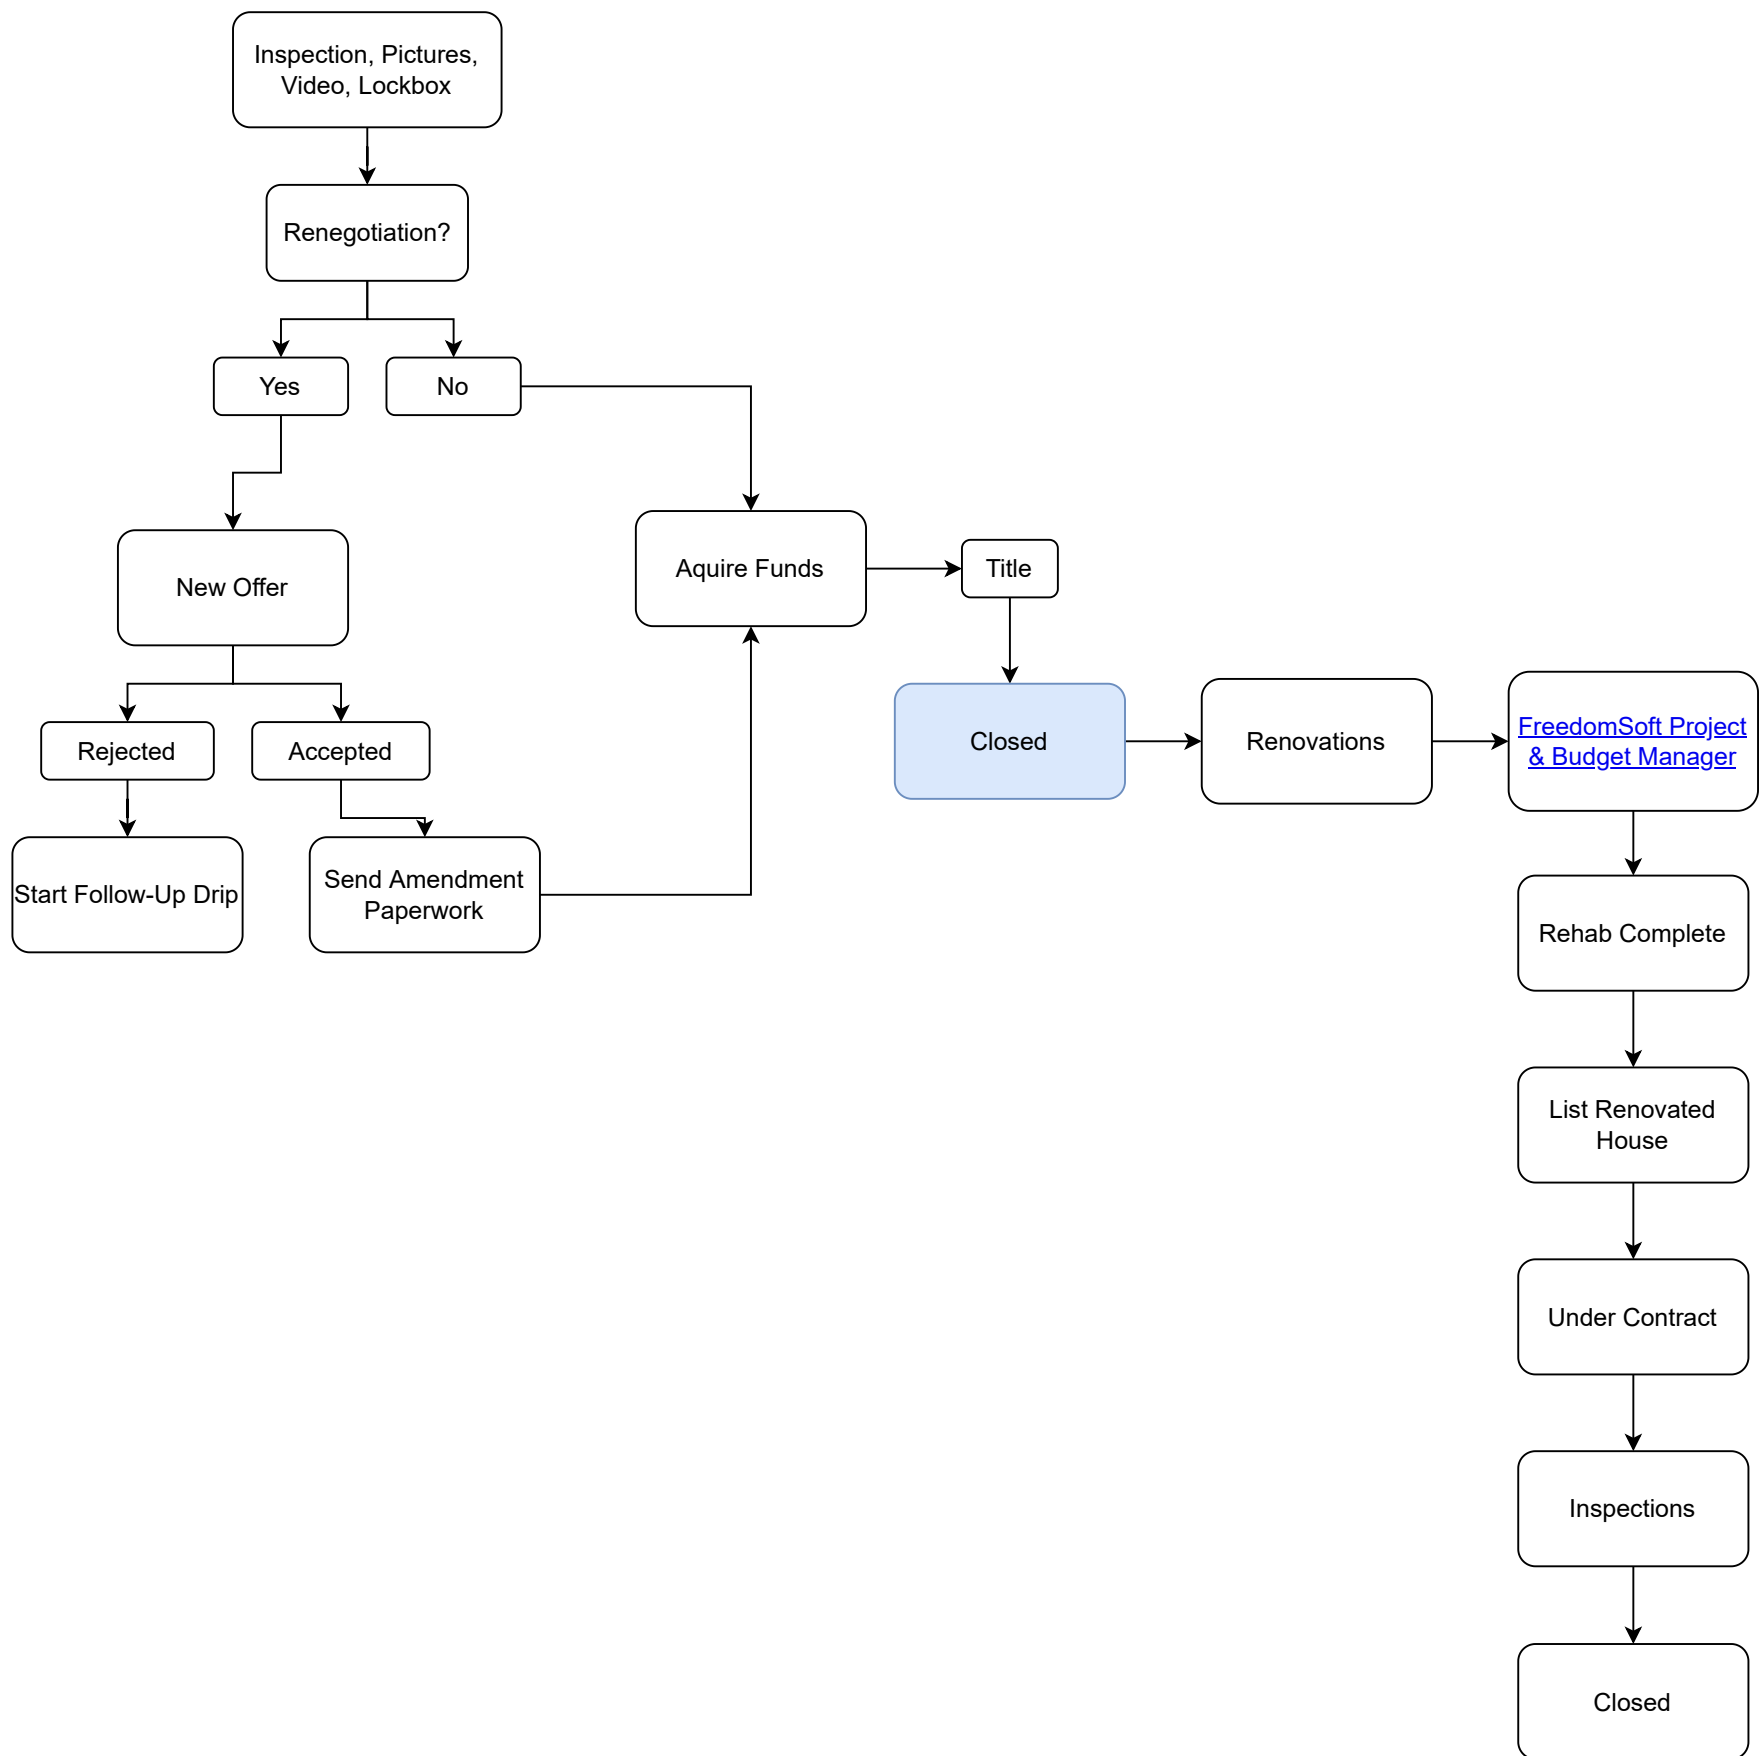 Inspection, Pictures,
Video, Lockbox
Renegotiation?
Yes
No
New Offer
Aquire Funds
Title
Rejected
Accepted
Closed
Renovations
FreedomSoft Project
& Budget Manager
Start Follow-Up Drip
Send Amendment
Paperwork
Rehab Complete
List Renovated
House
Under Contract
Inspections
Closed